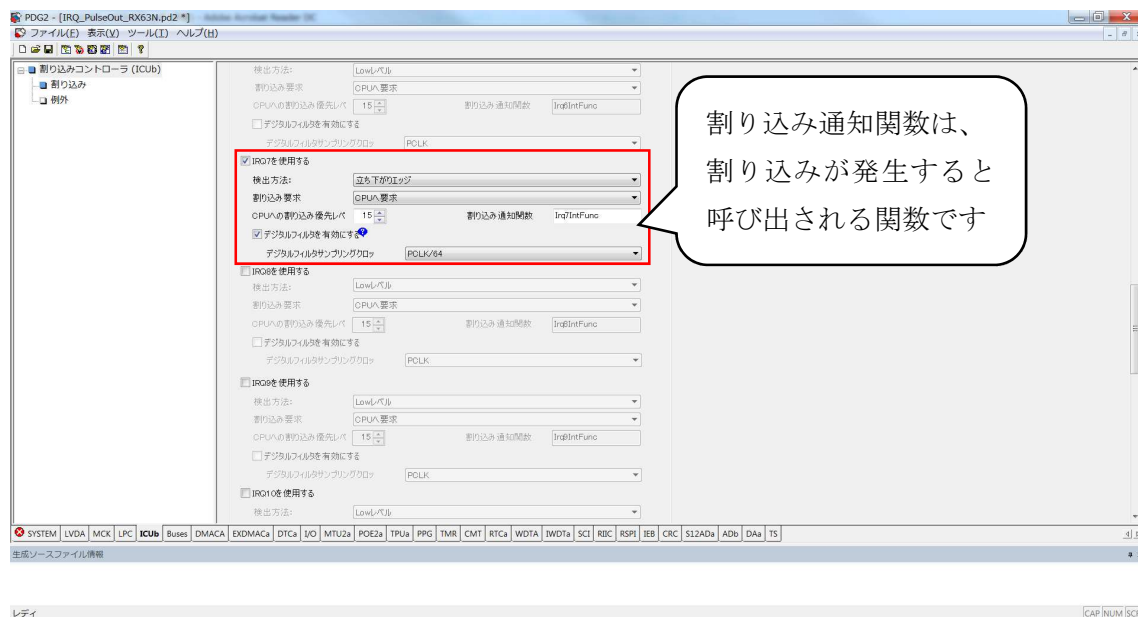 PDG2 - [IRQ_PulseOut_RX63N.pd2 *]
ファイル(F) 表示(V) ツール(T) ヘルプ(H)
割り込みコントローラ (ICUb)
割り込み
例外
検出方法: Lowレベル
割り込み要求 CPUへ要求
CPUへの割り込み優先レベ 15 割り込み通知関数 Irq6IntFunc
デジタルフィルタを有効にする
デジタルフィルタサンプリングクロッ PCLK
IRQ7を使用する
検出方法: 立ち下がりエッジ
割り込み要求 CPUへ要求
CPUへの割り込み優先レベ 15 割り込み通知関数 Irq7IntFunc
デジタルフィルタを有効にする
デジタルフィルタサンプリングクロッ PCLK/64
IRQ8を使用する
検出方法: Lowレベル
割り込み要求 CPUへ要求
CPUへの割り込み優先レベ 15 割り込み通知関数 Irq8IntFunc
デジタルフィルタを有効にする
デジタルフィルタサンプリングクロッ PCLK
IRQ9を使用する
検出方法: Lowレベル
割り込み要求 CPUへ要求
CPUへの割り込み優先レベ 15 割り込み通知関数 Irq9IntFunc
デジタルフィルタを有効にする
デジタルフィルタサンプリングクロッ PCLK
IRQ10を使用する
検出方法: Lowレベル
割り込み通知関数は、
割り込みが発生すると
呼び出される関数です
SYSTEM LVDA MCK LPC ICUb Buses DMACA EXDMACa DTCa I/O MTU2a POE2a TPUa PPG TMR CMT RTCa WDTA IWDTa SCI RIIC RSPI IEB CRC S12ADa ADb DAa TS
生成ソースファイル情報
レディ CAP NUM SCR